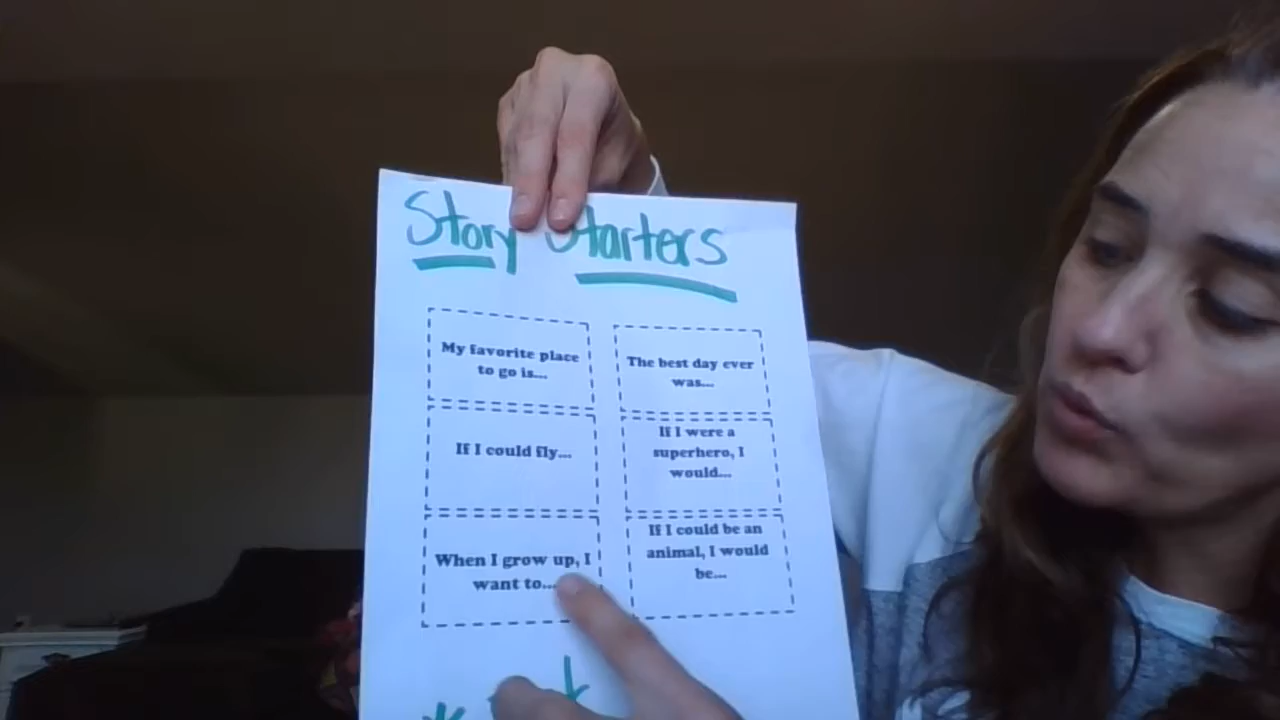 Story Starters
My favorite place
to go is...
The best day ever
was...
If I could fly...
If I were a
superhero, I
would...
When I grow up, I
want to...
If I could be an
animal, I would
be...